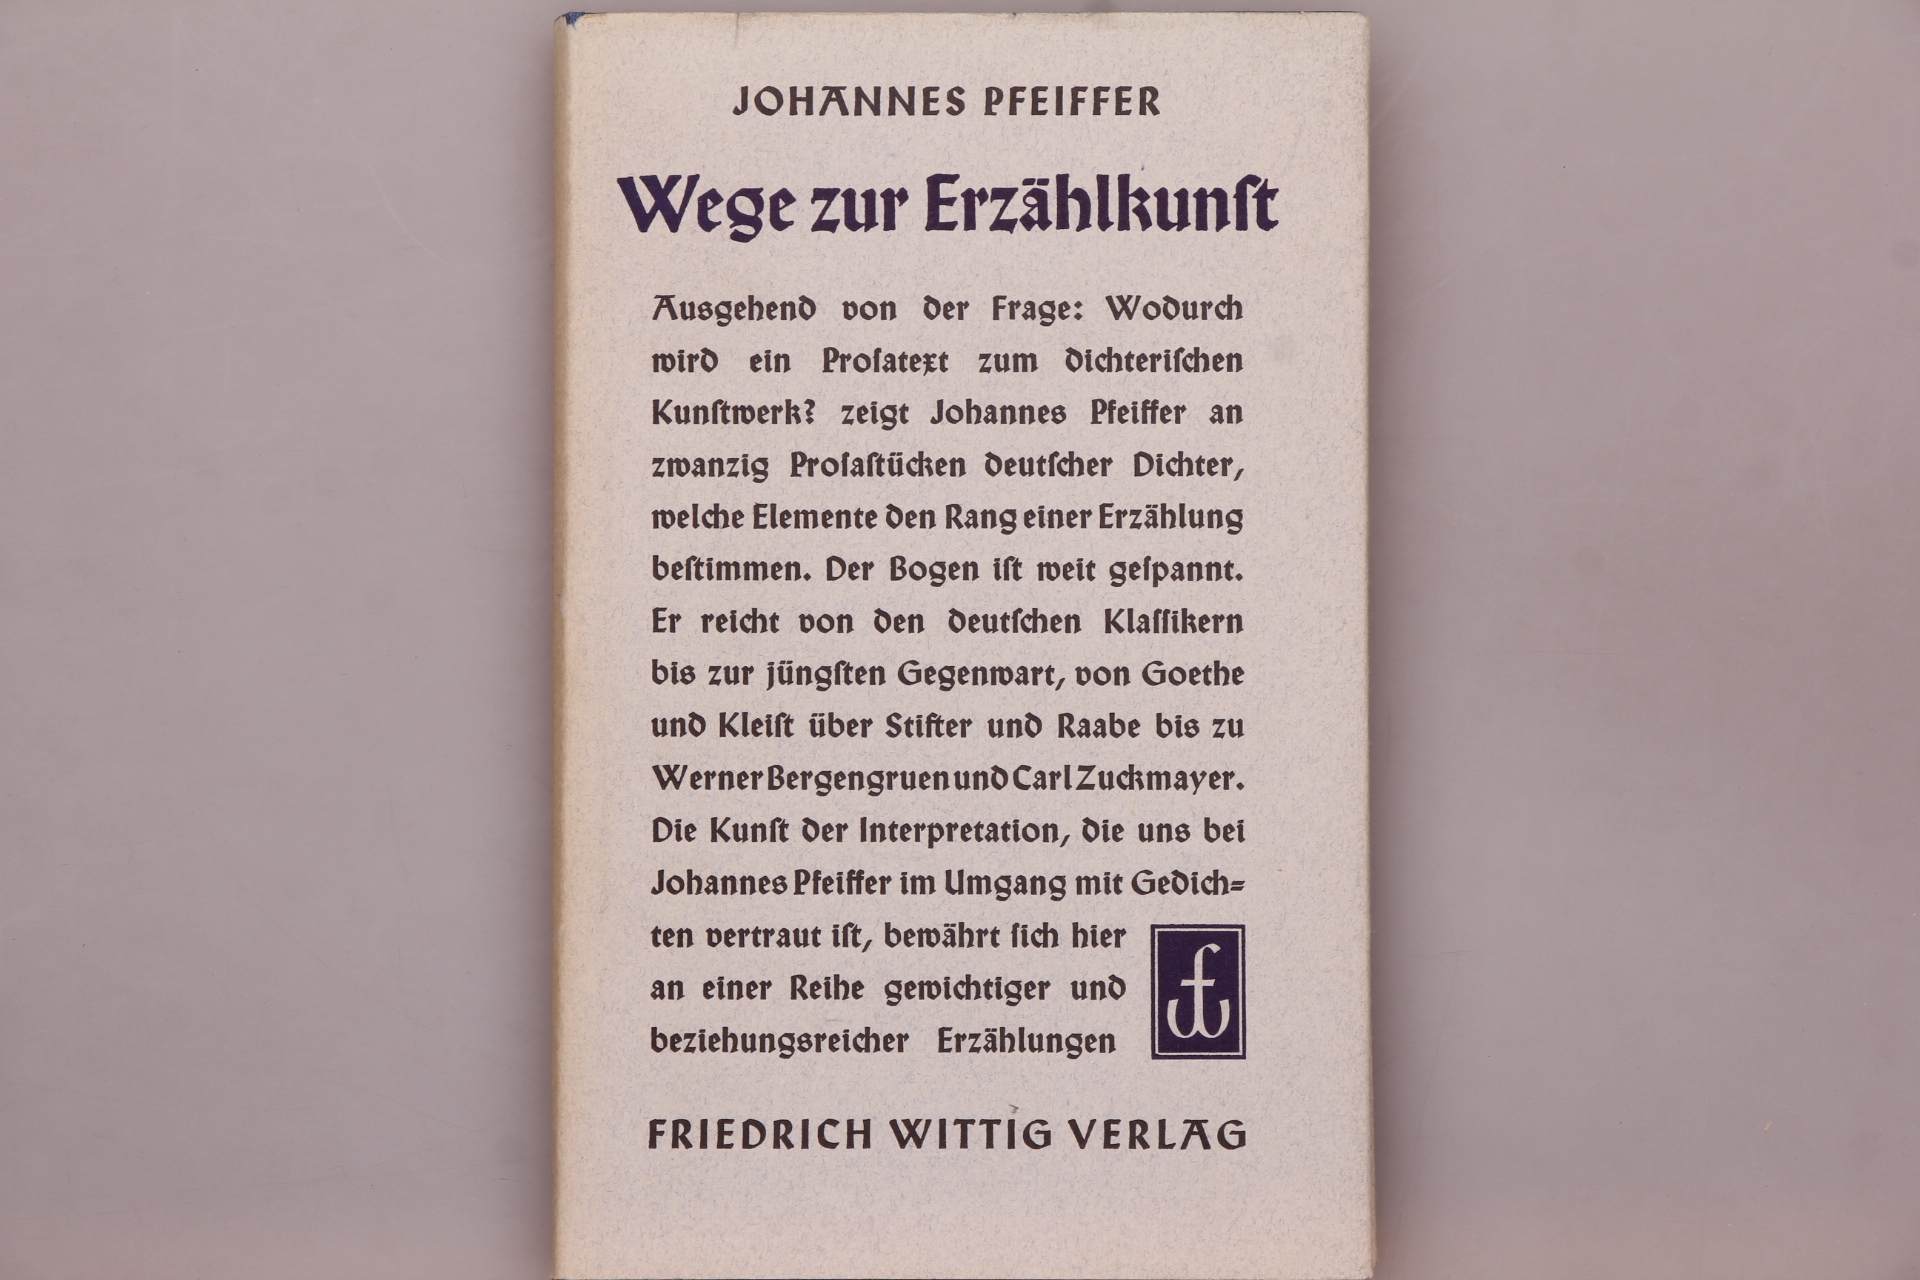 JOHANNES PFEIFFER
Wege zur Erzählkunſt
Ausgehend von der Frage: Wodurch
wird ein Proſatext zum dichteriſchen
Kunſtwerk? zeigt Johannes Pfeiffer an
zwanzig Proſaſtücken deutſcher Dichter,
welche Elemente den Rang einer Erzählung
beſtimmen. Der Bogen iſt weit geſpannt.
Er reicht von den deutſchen Klaſſikern
bis zur jüngſten Gegenwart, von Goethe
und Kleiſt über Stifter und Raabe bis zu
Werner Bergengruen und Carl Zuckmayer.
Die Kunſt der Interpretation, die uns bei
Johannes Pfeiffer im Umgang mit Gedich=
ten vertraut iſt, bewährt ſich hier
an einer Reihe gewichtiger und
beziehungsreicher Erzählungen
fw
FRIEDRICH WITTIG VERLAG